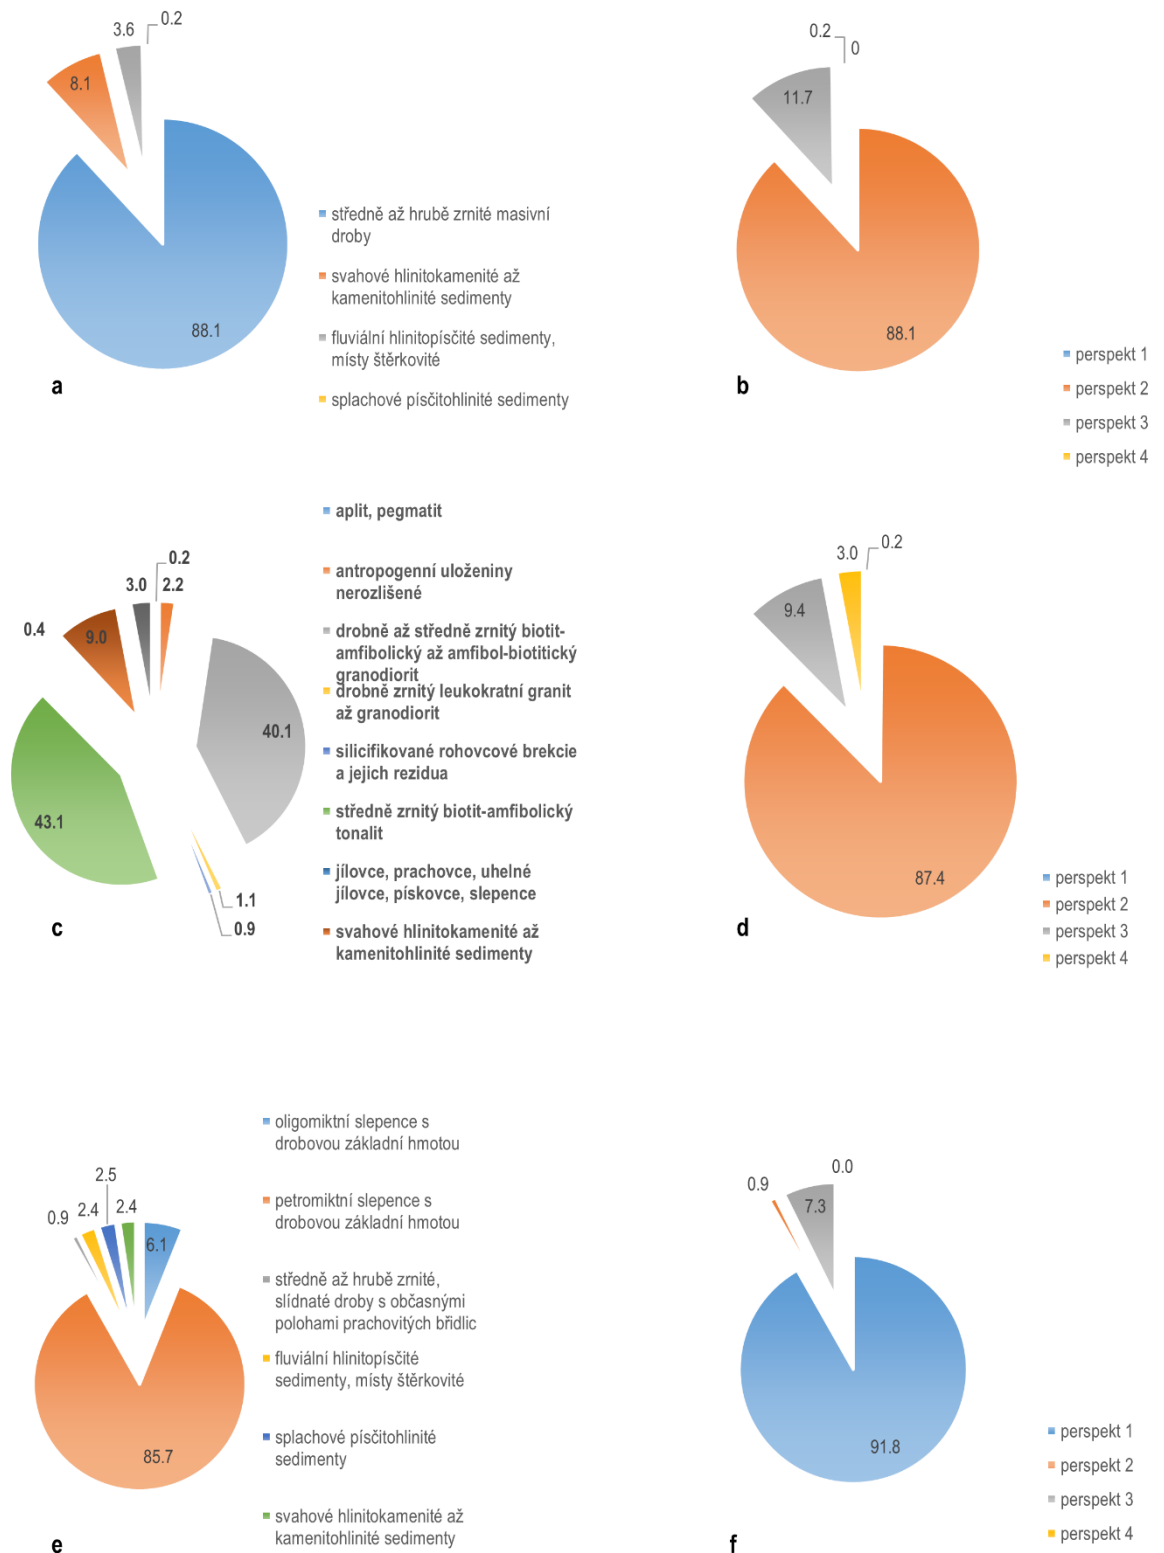 3.6
0.2
8.1
88.1
středně až hrubě zrnité masivní
droby
svahové hlinitokamenité až
kamenitohlinité sedimenty
fluviální hlinitopísčité sedimenty,
místy štěrkovité
splachové písčitohlinité sedimenty
a
0.2
0
11.7
88.1
perspekt 1
perspekt 2
perspekt 3
perspekt 4
b
0.2
3.0
2.2
0.4
9.0
40.1
43.1
1.1
0.9
aplit, pegmatit
antropogenní uloženiny
nerozlišené
drobně až středně zrnitý biotit-
amfibolický až amfibol-biotitický
granodiorit
drobně zrnitý leukokratní granit
až granodiorit
silicifikované rohovcové brekcie
a jejich rezidua
středně zrnitý biotit-amfibolický
tonalit
jílovce, prachovce, uhelné
jílovce, pískovce, slepence
svahové hlinitokamenité až
kamenitohlinité sedimenty
c
3.0
0.2
9.4
87.4
perspekt 1
perspekt 2
perspekt 3
perspekt 4
d
2.5
0.9
2.4
2.4
6.1
85.7
oligomiktní slepence s
drobovou základní hmotou
petromiktní slepence s
drobovou základní hmotou
středně až hrubě zrnité,
slídnaté droby s občasnými
polohami prachovitých břidlic
fluviální hlinitopísčité
sedimenty, místy štěrkovité
splachové písčitohlinité
sedimenty
svahové hlinitokamenité až
kamenitohlinité sedimenty
e
0.0
0.9
7.3
91.8
perspekt 1
perspekt 2
perspekt 3
perspekt 4
f